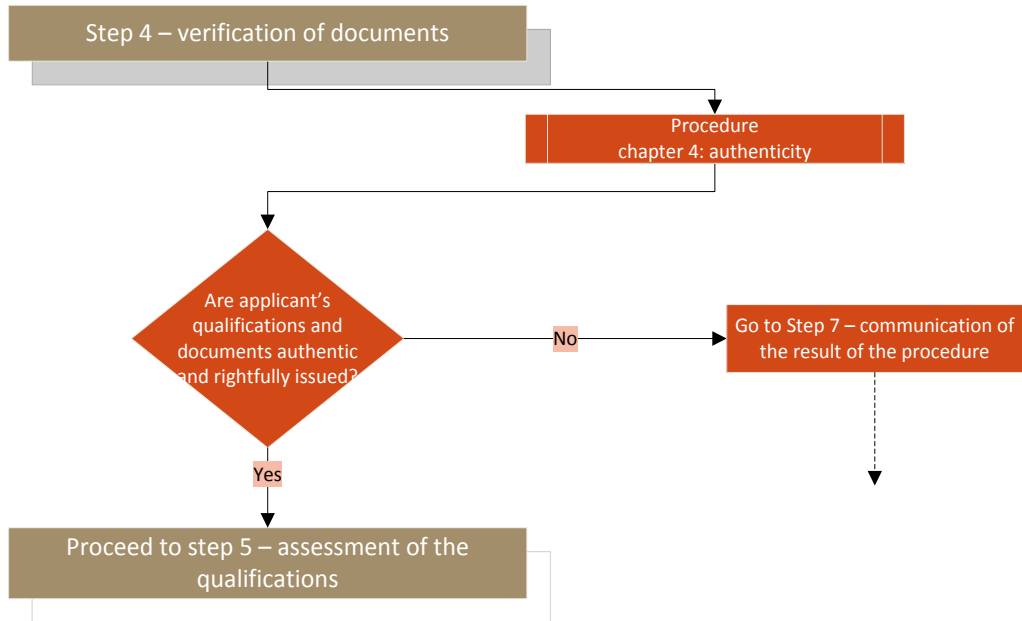 Step 4 – verification of documents
Procedure
chapter 4: authenticity
Are applicant’s
qualifications and
documents authentic
and rightfully issued?
No
Go to Step 7 – communication of
the result of the procedure
Yes
Proceed to step 5 – assessment of the
qualifications